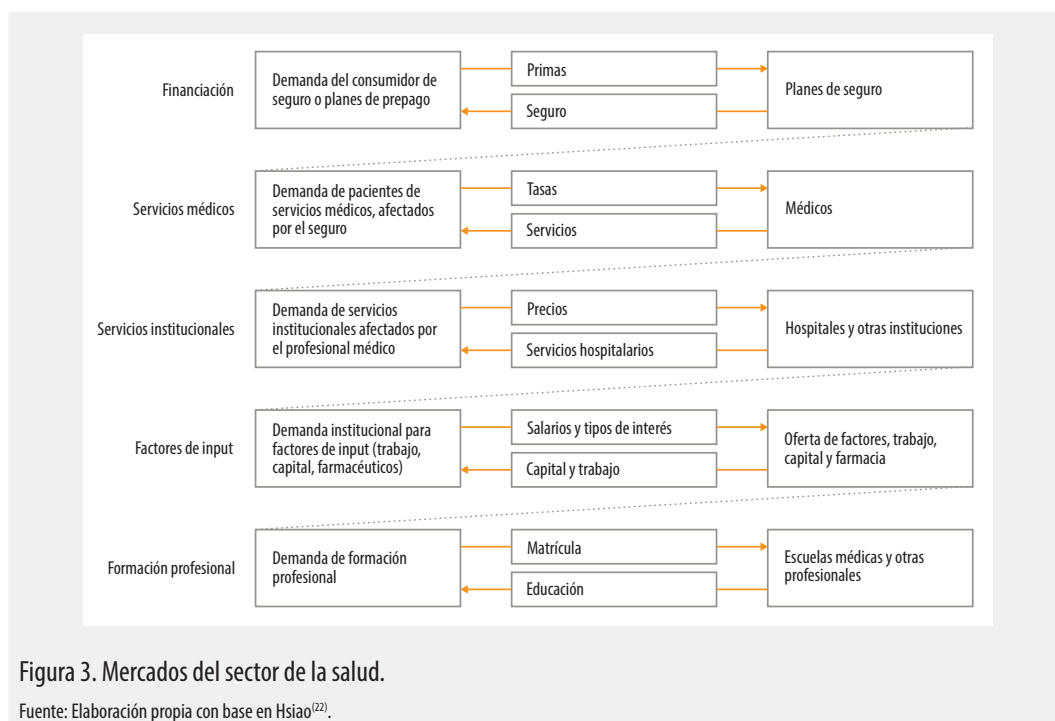 Financiación
Demanda del consumidor de
seguro o planes de prepago
Primas
Seguro
Planes de seguro
Servicios médicos
Demanda de pacientes de
servicios médicos, afectados
por el seguro
Tasas
Servicios
Médicos
Servicios institucionales
Demanda de servicios
institucionales afectados por
el profesional médico
Precios
Servicios hospitalarios
Hospitales y otras instituciones
Factores de input
Demanda institucional para
factores de input (trabajo,
capital, farmacéuticos)
Salarios y tipos de interés
Capital y trabajo
Oferta de factores, trabajo,
capital y farmacia
Formación profesional
Demanda de formación
profesional
Matrícula
Educación
Escuelas médicas y otras
profesionales
Figura 3. Mercados del sector de la salud.
Fuente: Elaboración propia con base en Hsiao(22).